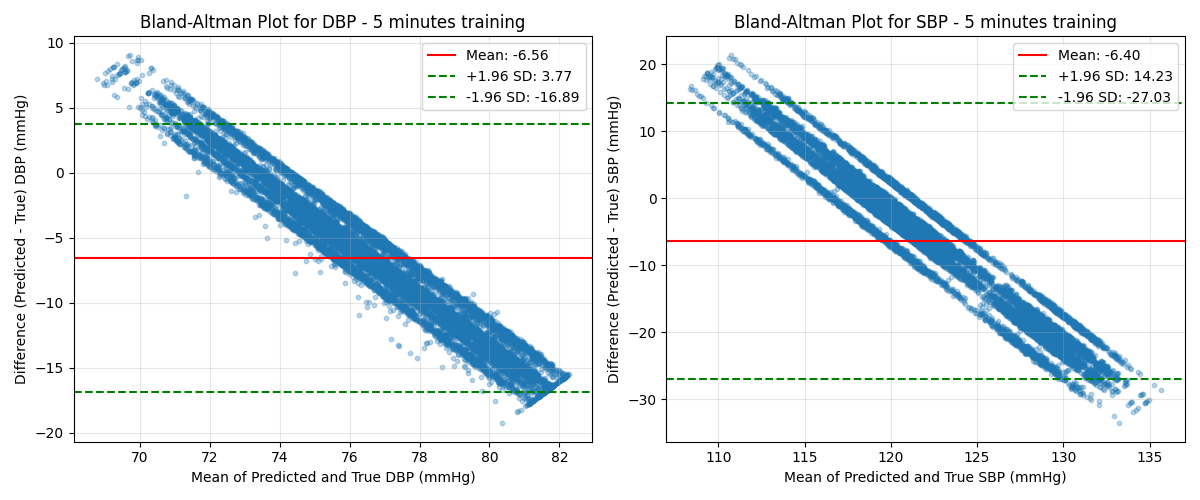 Bland-Altman Plot for DBP - 5 minutes training
Difference (Predicted - True) DBP (mmHg)
10
5
0
−5
−10
−15
−20
Mean: -6.56
+1.96 SD: 3.77
-1.96 SD: -16.89
70
72
74
76
78
80
82
Mean of Predicted and True DBP (mmHg)
Bland-Altman Plot for SBP - 5 minutes training
Difference (Predicted - True) SBP (mmHg)
20
10
0
−10
−20
−30
Mean: -6.40
+1.96 SD: 14.23
-1.96 SD: -27.03
110
115
120
125
130
135
Mean of Predicted and True SBP (mmHg)